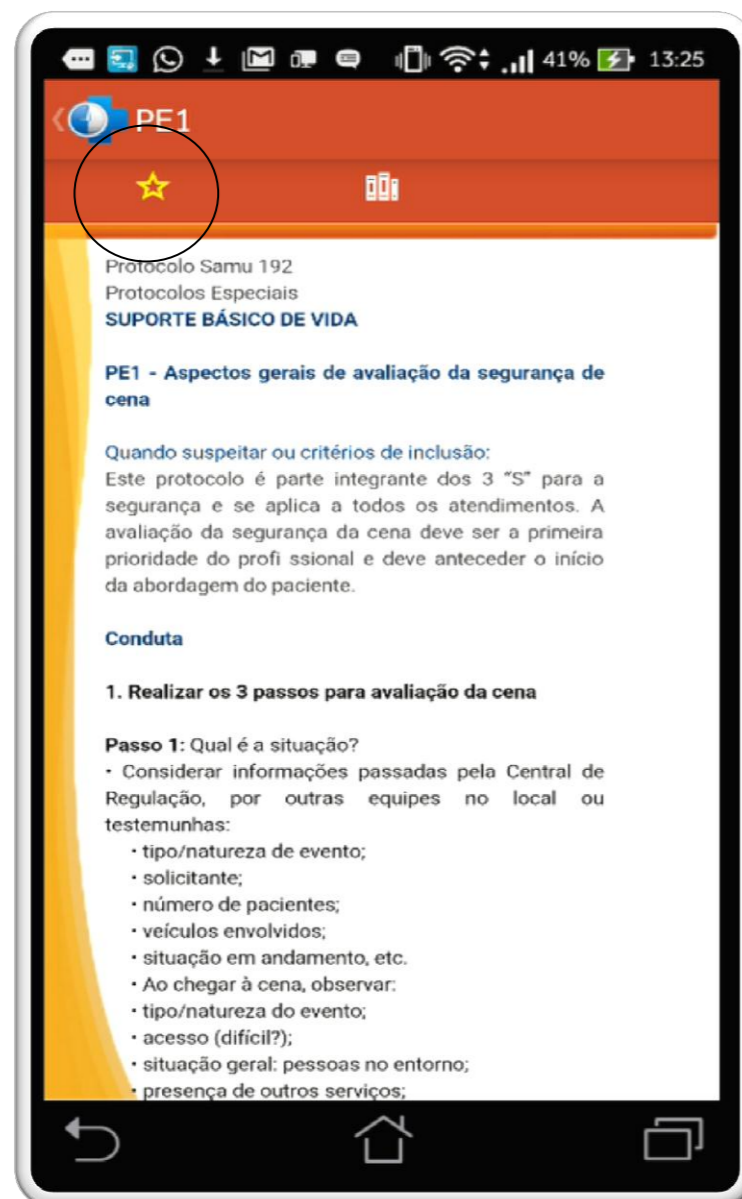 41% 13:25
PE1
Protocolo Samu 192
Protocolos Especiais
SUPORTE BÁSICO DE VIDA
PE1 - Aspectos gerais de avaliação da segurança de
cena
Quando suspeitar ou critérios de inclusão:
Este protocolo é parte integrante dos 3 “S” para a
segurança e se aplica a todos os atendimentos. A
avaliação da segurança da cena deve ser a primeira
prioridade do profi ssional e deve anteceder o início
da abordagem do paciente.
Conduta
1. Realizar os 3 passos para avaliação da cena
Passo 1: Qual é a situação?
• Considerar informações passadas pela Central de
Regulação, por outras equipes no local ou
testemunhas:
• tipo/natureza de evento;
• solicitante;
• número de pacientes;
• veículos envolvidos;
• situação em andamento, etc.
• Ao chegar à cena, observar:
• tipo/natureza do evento;
• acesso (difícil?);
• situação geral: pessoas no entorno;
• presença de outros serviços;